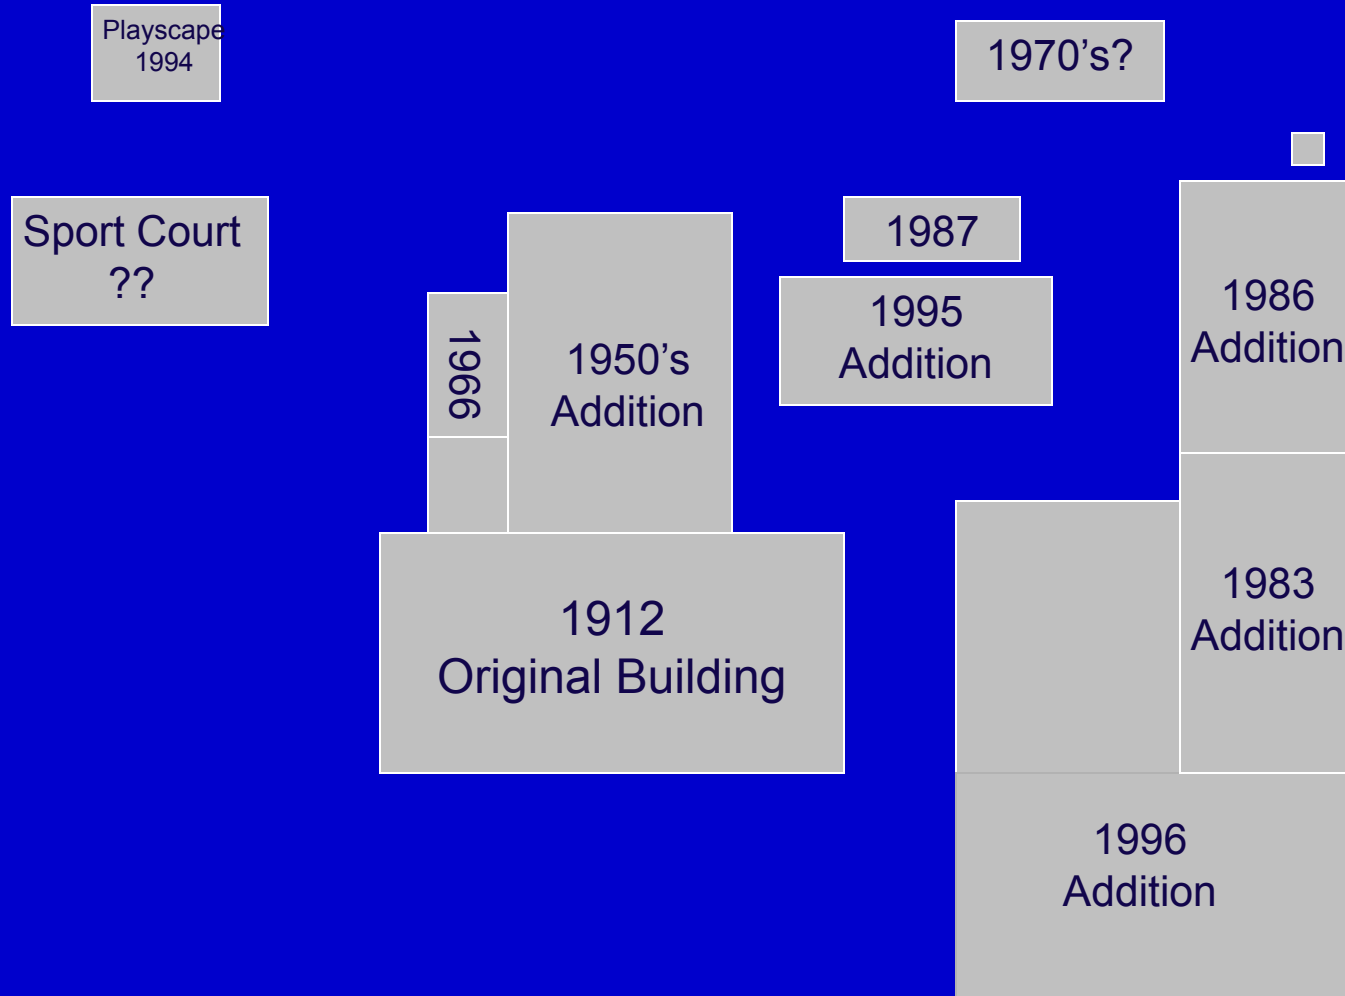 Playscape
1994
1970’s?
Sport Court
??
1987
1995
Addition
1986
Addition
1966
1950’s
Addition
1983
Addition
1912
Original Building
1996
Addition